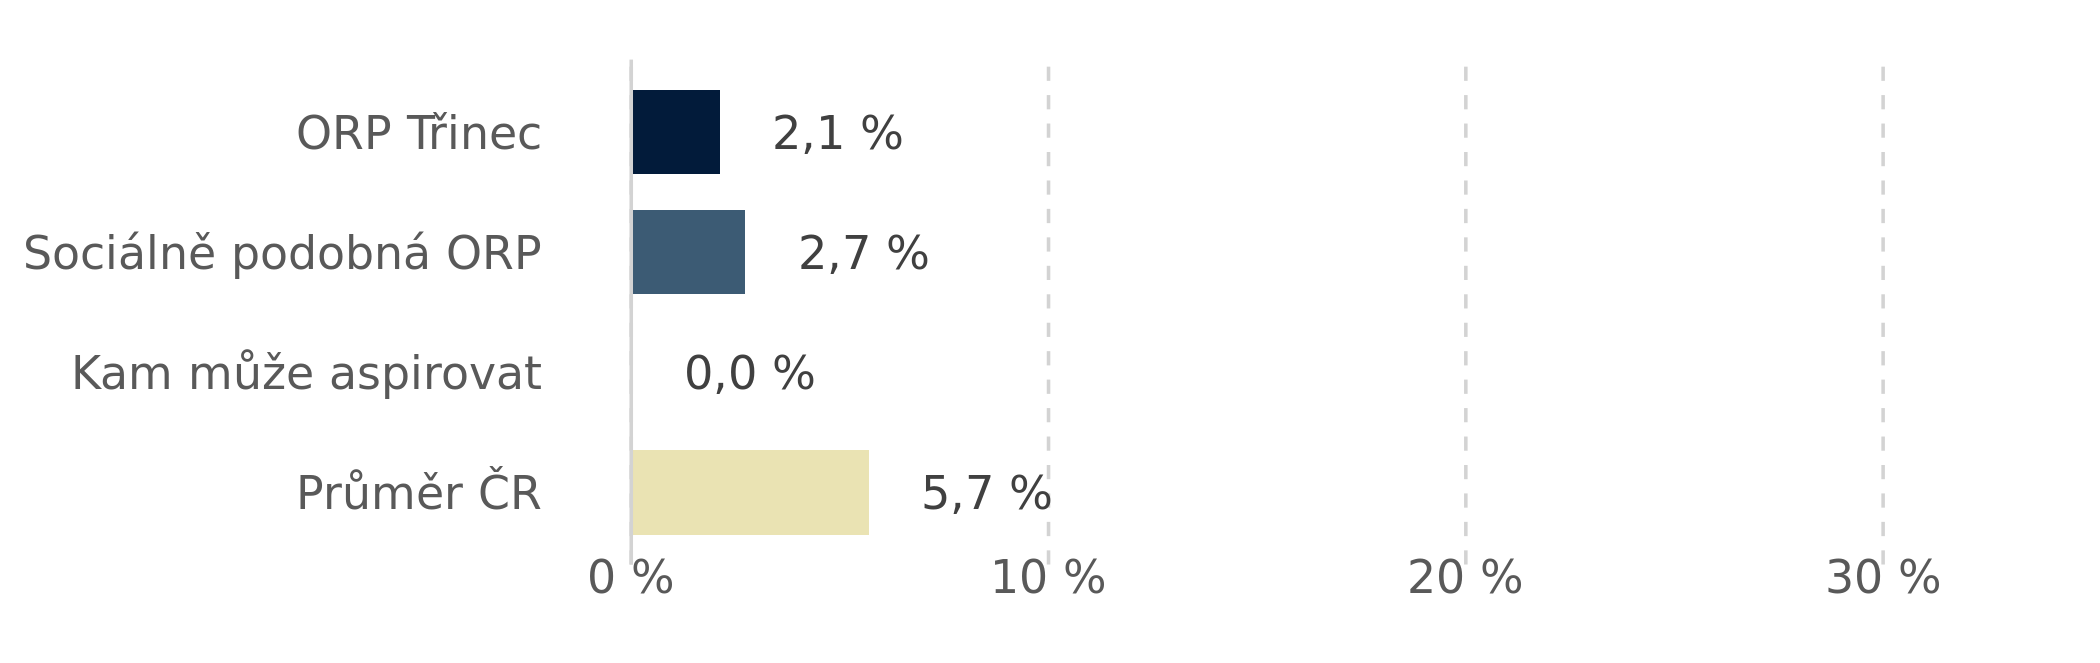 ORP Třinec 2,1 %
Sociálně podobná ORP 2,7 %
Kam může aspirovat 0,0 %
Průměr ČR 5,7 %
0 % 10 % 20 % 30 %